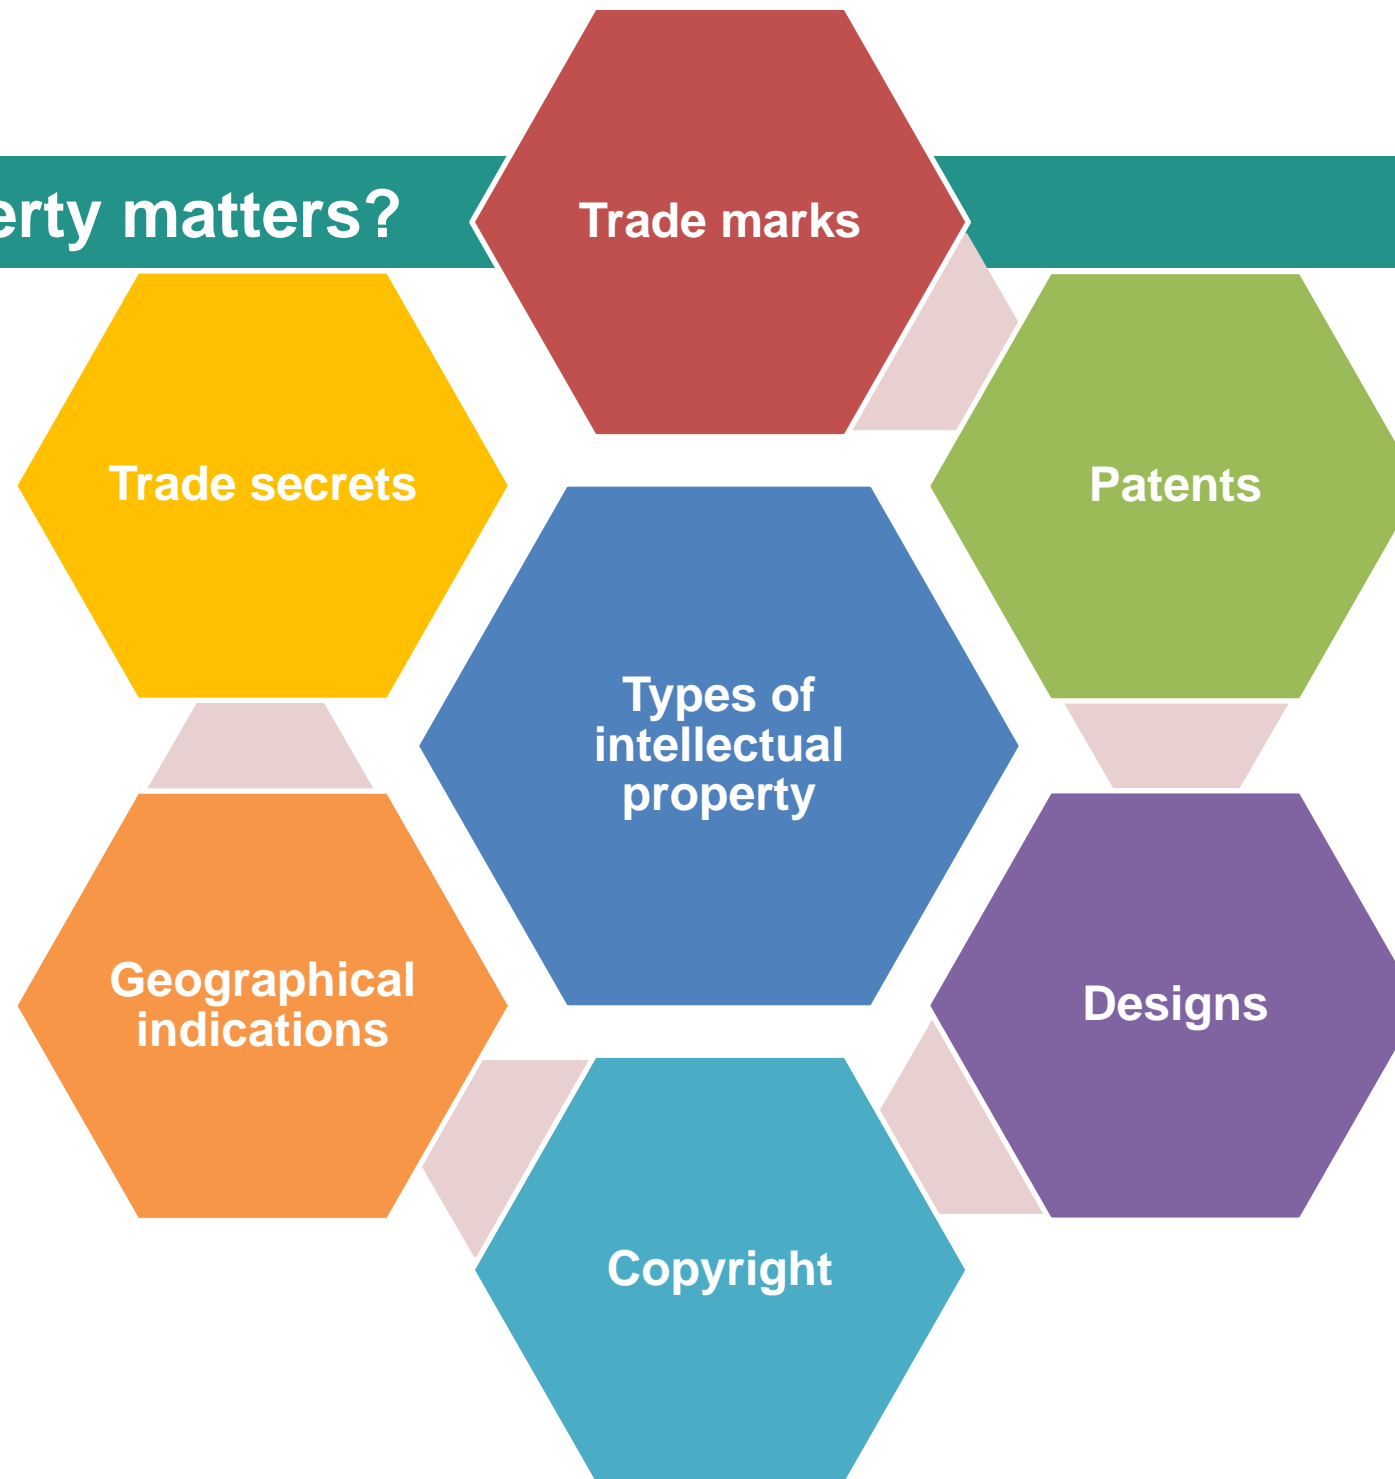 erty matters?
Trade marks
Trade secrets
Patents
Types of
intellectual
property
Geographical
indications
Designs
Copyright